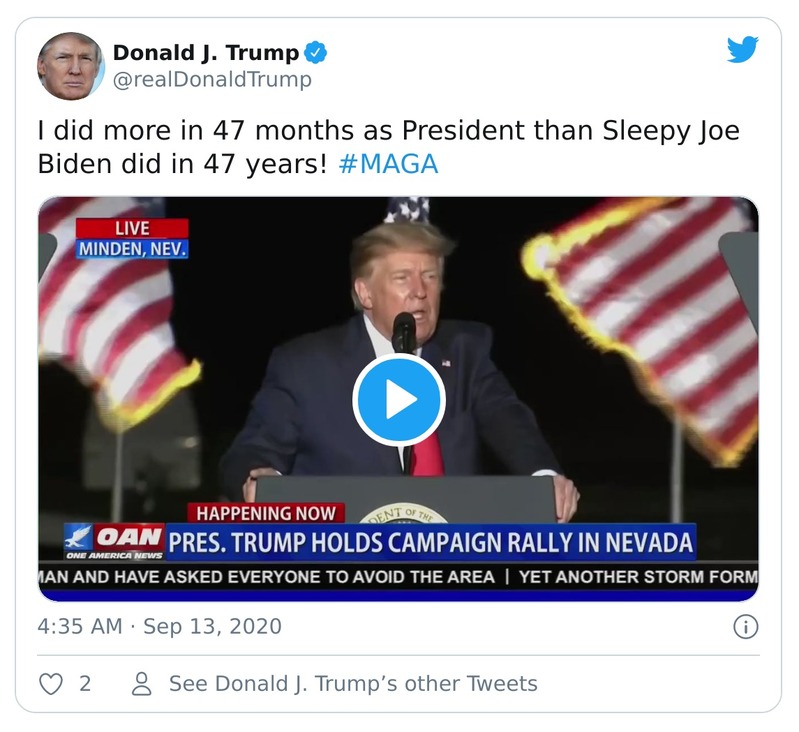 Donald J. Trump
@realDonaldTrump
I did more in 47 months as President than Sleepy Joe
Biden did in 47 years! #MAGA
LIVE
MINDEN, NEV.
HAPPENING NOW
DENT OF THE
OAN
ONE AMERICA NEWS
PRES. TRUMP HOLDS CAMPAIGN RALLY IN NEVADA
AND HAVE ASKED EVERYONE TO AVOID THE AREA | YET ANOTHER STORM FORM
4:35 AM · Sep 13, 2020
2
See Donald J. Trump’s other Tweets